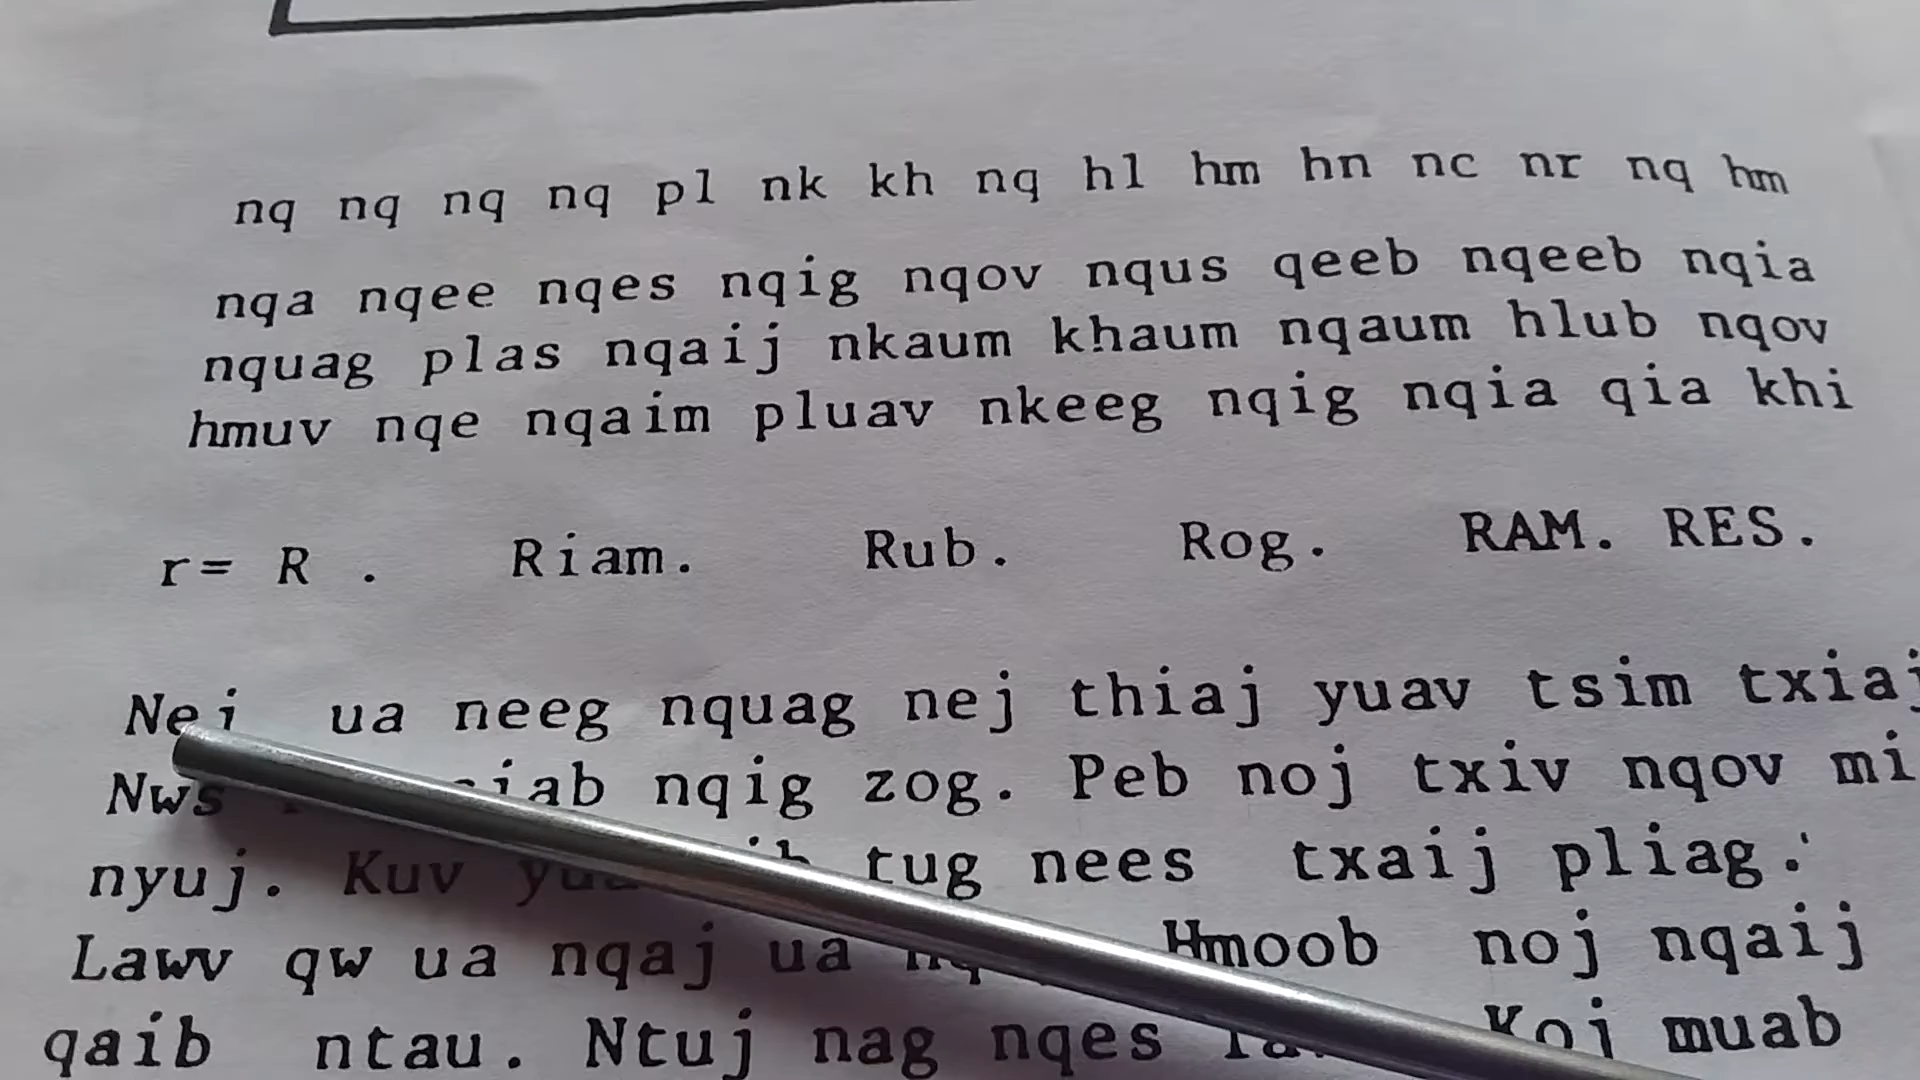 nq nq nq nq pl nk kh nq hl hm hn nc nr nq hm
nqa nqee nqes nqig nqov nqus qeeb nqeeb nqia
nquag plas nqaij nkaum khaum nqaum hlub nqov
hmuv nqe nqaim pluav nkeeg nqig nqia qia khi
r= R . Riam. Rub. Rog. RAM. RES.
Nej ua neeg nquag nej thiaj yuav tsim txiaj
Nws nqig zog. Peb noj txiv nqov mi
nyuj. Kuv tug nees txaij pliag.
Lawv qw ua nqaj ua Hmoob noj nqaij
qaib ntau. Ntuj nag nqes Koj muab